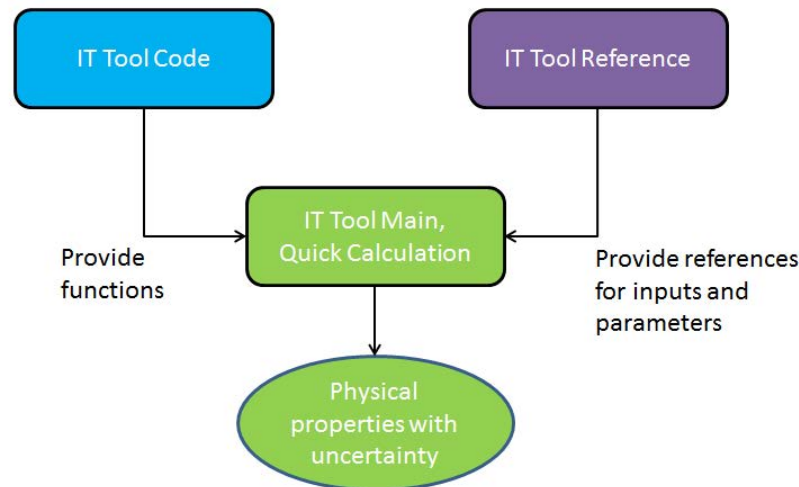 IT Tool Code
IT Tool Reference
IT Tool Main,
Quick Calculation
Provide
functions
Provide references
for inputs and
parameters
Physical
properties with
uncertainty